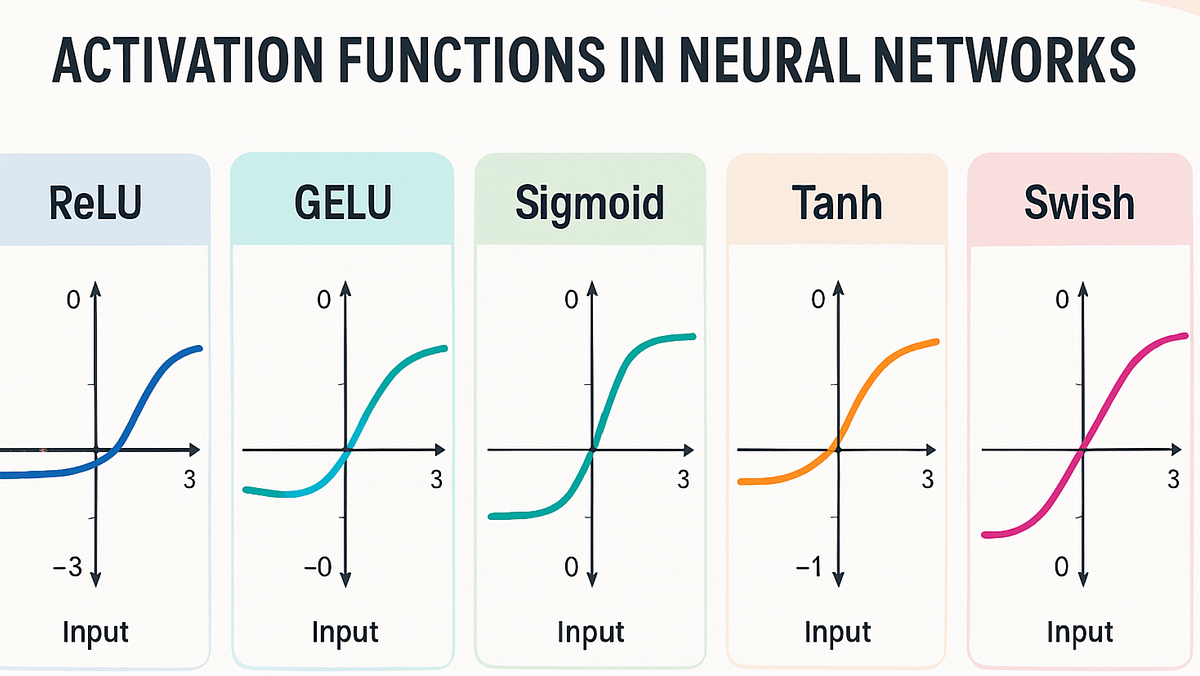 ACTIVATION FUNCTIONS IN NEURAL NETWORKS
ReLU
0
3
−3
Input
GELU
0
3
−0
Input
Sigmoid
0
3
0
Input
Tanh
0
3
−1
Input
Swish
0
3
0
Input